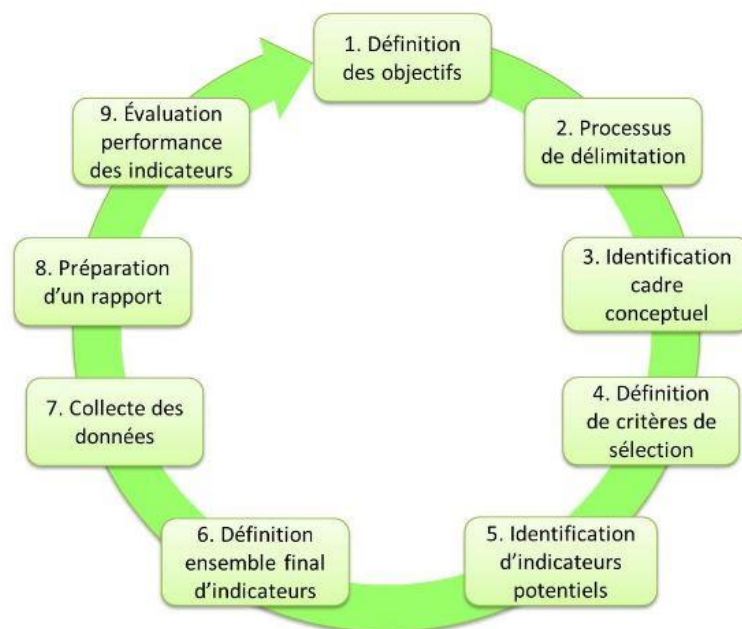 1. Définition
des objectifs
2. Processus
de délimitation
3. Identification
cadre
conceptuel
4. Définition
de critères de
sélection
5. Identification
d'indicateurs
potentiels
6. Définition
ensemble final
d'indicateurs
7. Collecte des
données
8. Préparation
d'un rapport
9. Évaluation
performance
des indicateurs